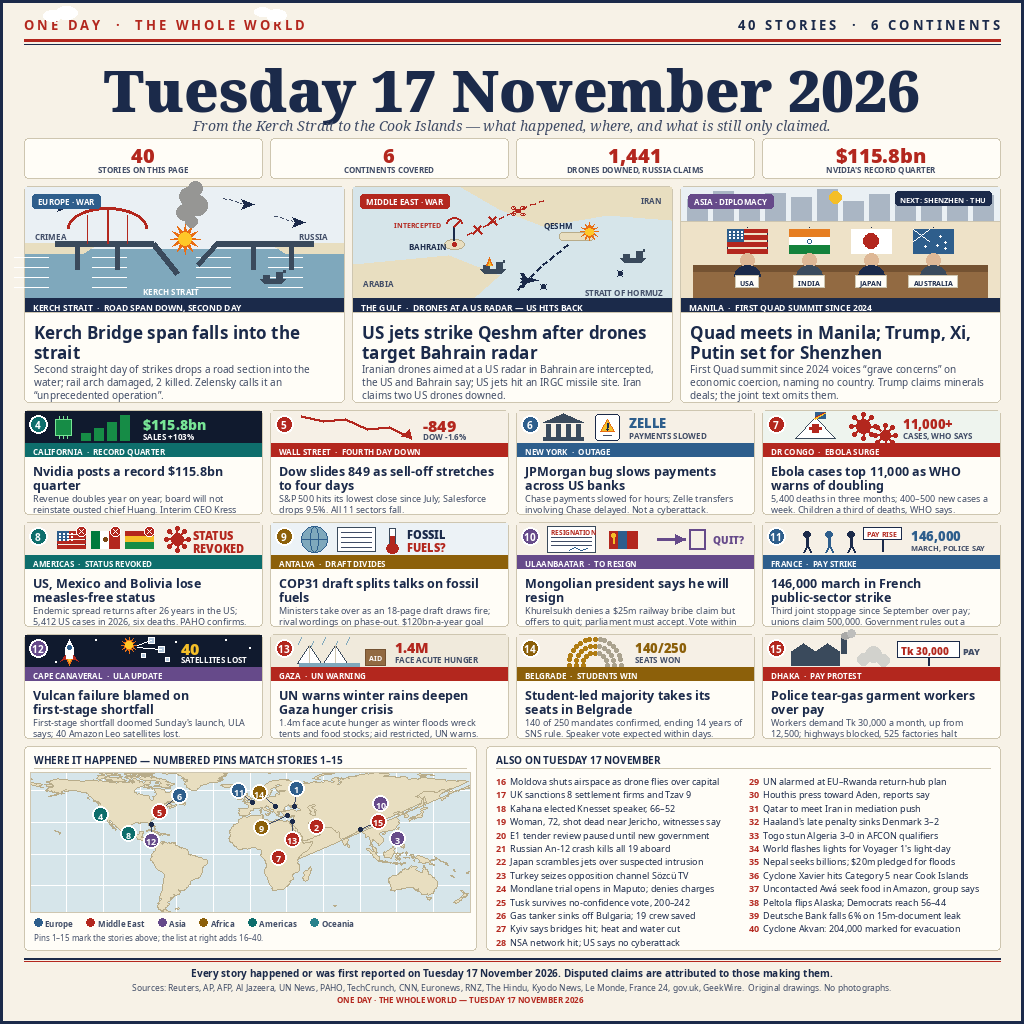 ONE DAY · THE WHOLE WORLD
40 STORIES · 6 CONTINENTS
Tuesday 17 November 2026
From the Kerch Strait to the Cook Islands — what happened, where, and what is still only claimed.
40
STORIES ON THIS PAGE
6
CONTINENTS COVERED
1,441
DRONES DOWNED, RUSSIA CLAIMS
$115.8bn
NVIDIA'S RECORD QUARTER
EUROPE · WAR
CRIMEA
RUSSIA
KERCH STRAIT
KERCH STRAIT · ROAD SPAN DOWN, SECOND DAY
Kerch Bridge span falls into the
strait
Second straight day of strikes drops a road section into the
water; rail arch damaged, 2 killed. Zelensky calls it an
“unprecedented operation”.
MIDDLE EAST · WAR
IRAN
INTERCEPTED
QESHM
BAHRAIN
ARABIA
STRAIT OF HORMUZ
THE GULF · DRONES AT A US RADAR — US HITS BACK
US jets strike Qeshm after drones
target Bahrain radar
Iranian drones aimed at a US radar in Bahrain are intercepted,
the US and Bahrain say; US jets hit an IRGC missile site. Iran
claims two US drones downed.
ASIA · DIPLOMACY
NEXT: SHENZHEN · THU
USA
INDIA
JAPAN
AUSTRALIA
MANILA · FIRST QUAD SUMMIT SINCE 2024
Quad meets in Manila; Trump, Xi,
Putin set for Shenzhen
First Quad summit since 2024 voices “grave concerns” on
economic coercion, naming no country. Trump claims minerals
deals; the joint text omits them.
4
$115.8bn
SALES +103%
CALIFORNIA · RECORD QUARTER
Nvidia posts a record $115.8bn
quarter
Revenue doubles year on year; board will not
reinstate ousted chief Huang. Interim CEO Kress
5
-849
DOW -1.6%
WALL STREET · FOURTH DAY DOWN
Dow slides 849 as sell-off stretches
to four days
S&P 500 hits its lowest close since July; Salesforce
drops 9.5%. All 11 sectors fall.
6
ZELLE
PAYMENTS SLOWED
NEW YORK · OUTAGE
JPMorgan bug slows payments
across US banks
Chase payments slowed for hours; Zelle transfers
involving Chase delayed. Not a cyberattack.
7
11,000+
CASES, WHO SAYS
DR CONGO · EBOLA SURGE
Ebola cases top 11,000 as WHO
warns of doubling
5,400 deaths in three months; 400–500 new cases a
week. Children a third of deaths, WHO says.
8
STATUS
REVOKED
AMERICAS · STATUS REVOKED
US, Mexico and Bolivia lose
measles-free status
Endemic spread returns after 26 years in the US;
5,412 US cases in 2026, six deaths. PAHO confirms.
9
FOSSIL
FUELS?
ANTALYA · DRAFT DIVIDES
COP31 draft splits talks on fossil
fuels
Ministers take over as an 18-page draft draws fire;
rival wordings on phase-out. $120bn-a-year goal
10
RESIGNATION
QUIT?
ULAANBAATAR · TO RESIGN
Mongolian president says he will
resign
Khurelsukh denies a $25m railway bribe claim but
offers to quit; parliament must accept. Vote within
11
PAY RISE
146,000
MARCH, POLICE SAY
FRANCE · PAY STRIKE
146,000 march in French
public-sector strike
Third joint stoppage since September over pay;
unions claim 500,000. Government rules out a
12
40
SATELLITES LOST
CAPE CANAVERAL · ULA UPDATE
Vulcan failure blamed on
first-stage shortfall
First-stage shortfall doomed Sunday's launch, ULA
says; 40 Amazon Leo satellites lost.
13
AID
1.4M
FACE ACUTE HUNGER
GAZA · UN WARNING
UN warns winter rains deepen
Gaza hunger crisis
1.4m face acute hunger as winter floods wreck
tents and food stocks; aid restricted, UN warns.
14
140/250
SEATS WON
BELGRADE · STUDENTS WIN
Student-led majority takes its
seats in Belgrade
140 of 250 mandates confirmed, ending 14 years of
SNS rule. Speaker vote expected within days.
15
Tk 30,000
PAY
DHAKA · PAY PROTEST
Police tear-gas garment workers
over pay
Workers demand Tk 30,000 a month, up from
12,500; highways blocked, 525 factories halt
WHERE IT HAPPENED — NUMBERED PINS MATCH STORIES 1–15
4
8
6
5
12
11
14
1
9
13
2
7
10
15
3
Europe
Middle East
Asia
Africa
Americas
Oceania
Pins 1–15 mark the stories above; the list at right adds 16–40.
ALSO ON TUESDAY 17 NOVEMBER
16 Moldova shuts airspace as drone flies over capital
17 UK sanctions 8 settlement firms and Tzav 9
18 Kahana elected Knesset speaker, 66–52
19 Woman, 72, shot dead near Jericho, witnesses say
20 E1 tender review paused until new government
21 Russian An-12 crash kills all 19 aboard
22 Japan scrambles jets over suspected intrusion
23 Turkey seizes opposition channel Sözcü TV
24 Mondlane trial opens in Maputo; denies charges
25 Tusk survives no-confidence vote, 200–242
26 Gas tanker sinks off Bulgaria; 19 crew saved
27 Kyiv says bridges hit; heat and water cut
28 NSA network hit; US says no cyberattack
29 UN alarmed at EU–Rwanda return-hub plan
30 Houthis press toward Aden, reports say
31 Qatar to meet Iran in mediation push
32 Haaland's late penalty sinks Denmark 3–2
33 Togo stun Algeria 3–0 in AFCON qualifiers
34 World flashes lights for Voyager 1's light-day
35 Nepal seeks billions; $20m pledged for floods
36 Cyclone Xavier hits Category 5 near Cook Islands
37 Uncontacted Awá seek food in Amazon, group says
38 Peltola flips Alaska; Democrats reach 56–44
39 Deutsche Bank falls 6% on 15m-document leak
40 Cyclone Akvan: 204,000 marked for evacuation
Every story happened or was first reported on Tuesday 17 November 2026. Disputed claims are attributed to those making them.
Sources: Reuters, AP, AFP, Al Jazeera, UN News, PAHO, TechCrunch, CNN, Euronews, RNZ, The Hindu, Kyodo News, Le Monde, France 24, gov.uk, GeekWire. Original drawings. No photographs.
ONE DAY · THE WHOLE WORLD — TUESDAY 17 NOVEMBER 2026